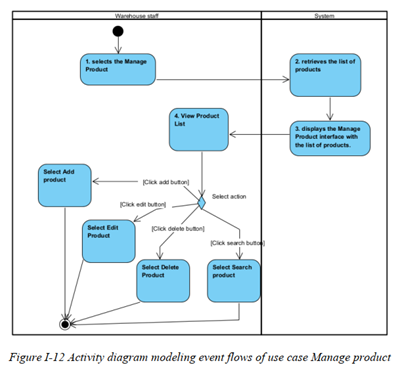 Warehouse staff
System
1. selects the Manage
Product
2. retrieves the list of
products
4. View Product
List
3. displays the Manage
Product interface with
the list of products.
Select Add
product
[Click add button]
Select action
[Click edit button]
Select Edit
Product
[Click delete button]
[Click search button]
Select Delete
Product
Select Search
product
Figure I-12 Activity diagram modeling event flows of use case Manage product